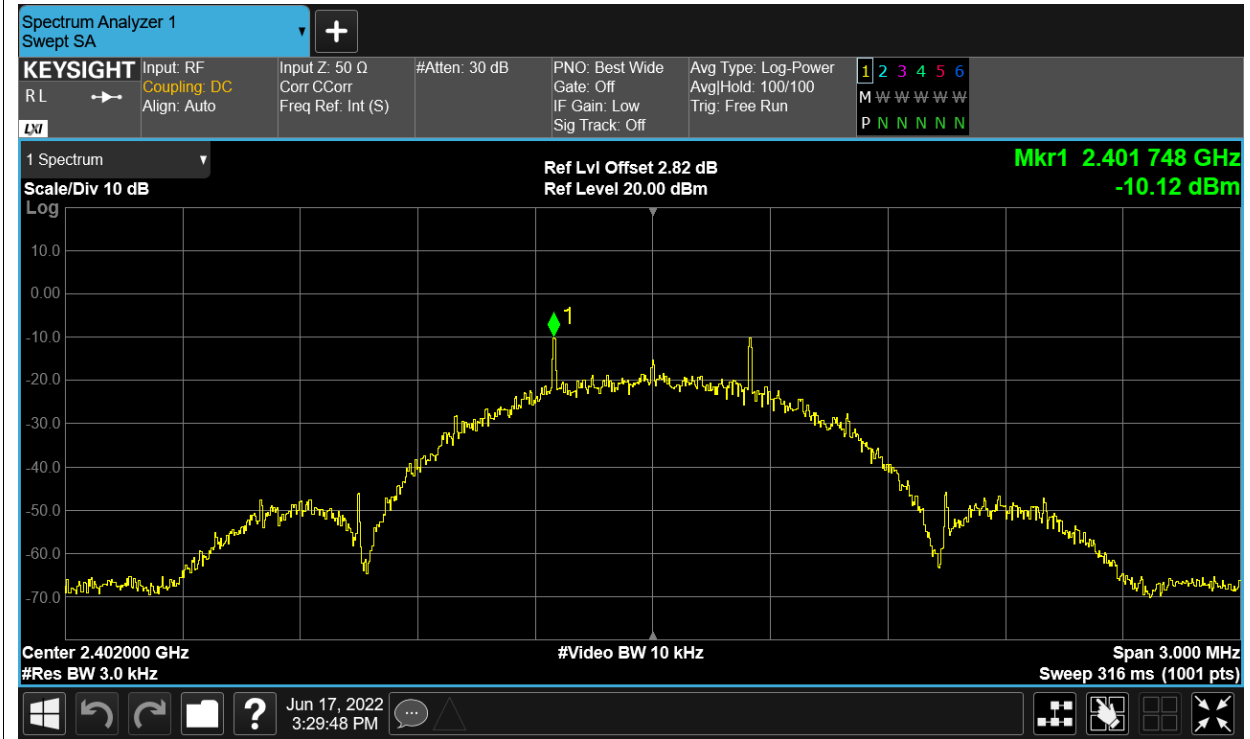 Spectrum Analyzer 1
Swept SA
+
KEYSIGHT
RL
LXI
Input: RF
Coupling: DC
Align: Auto
Input Z: 50 Ω
Corr CCorr
Freq Ref: Int (S)
#Atten: 30 dB
PNO: Best Wide
Gate: Off
IF Gain: Low
Sig Track: Off
Avg Type: Log-Power
Avg|Hold: 100/100
Trig: Free Run
1 2 3 4 5 6
M W W W W W W
P N N N N N N
1 Spectrum
Scale/Div 10 dB
Log
Ref Lvl Offset 2.82 dB
Ref Level 20.00 dBm
Mkr1 2.401 748 GHz
-10.12 dBm
1
10.0
0.00
-10.0
-20.0
-30.0
-40.0
-50.0
-60.0
-70.0
Center 2.402000 GHz
#Video BW 10 kHz
Span 3.000 MHz
#Res BW 3.0 kHz
Sweep 316 ms (1001 pts)
?
Jun 17, 2022
3:29:48 PM